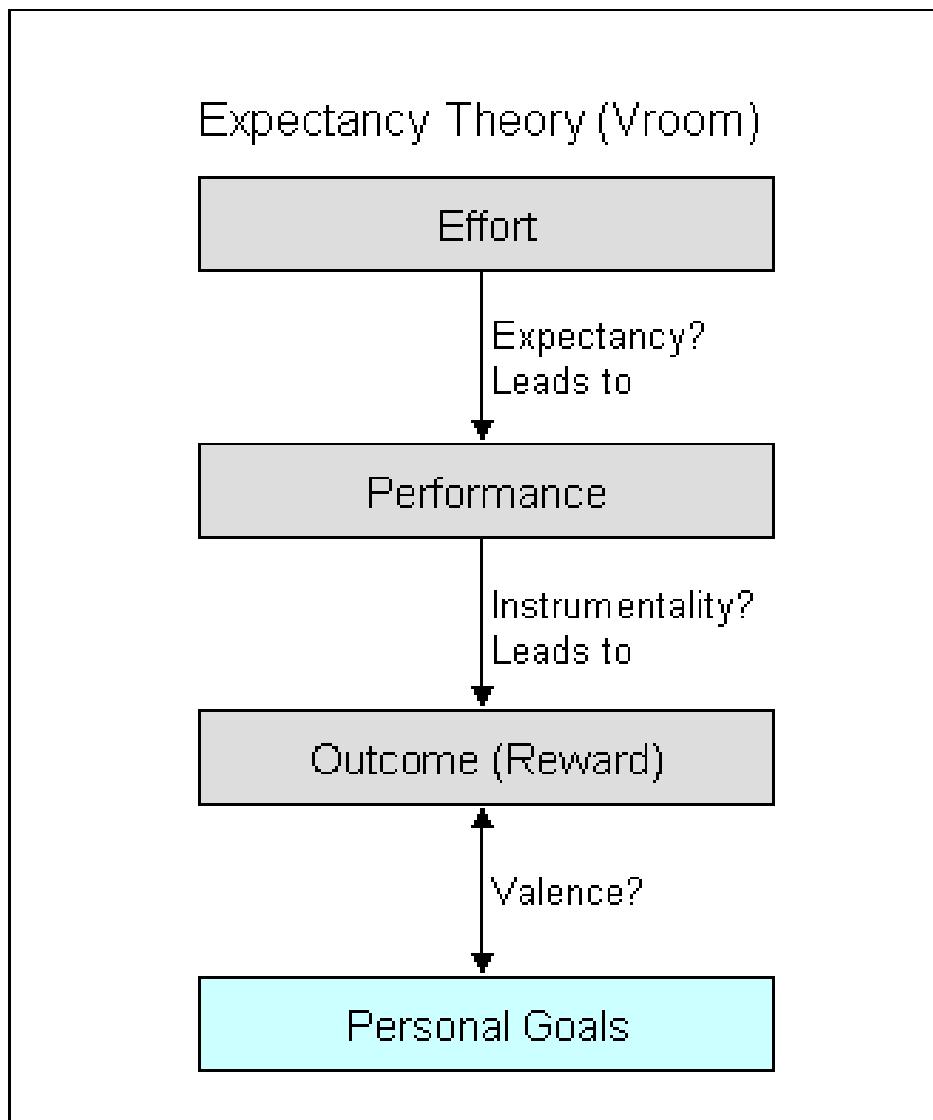 Expectancy Theory (Vroom)
Effort
Expectancy?
Leads to
Performance
Instrumentality?
Leads to
Outcome (Reward)
Valence?
Personal Goals